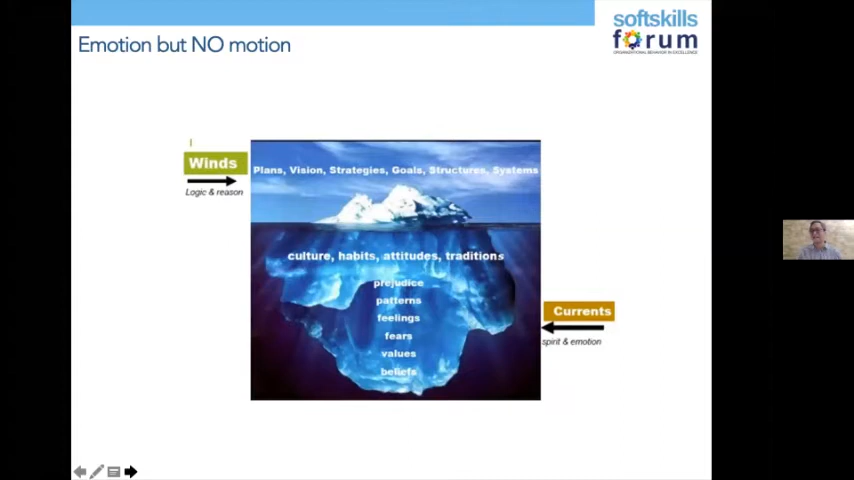 Emotion but NO motion
softskills
forum
ORGANIZATIONAL BEHAVIOR IN EXCELLENCE
Winds
Logic & reason
Plans, Vision, Strategies, Goals, Structures, Systems
culture, habits, attitudes, traditions
prejudice
patterns
feelings
fears
values
beliefs
Currents
spirit & emotion